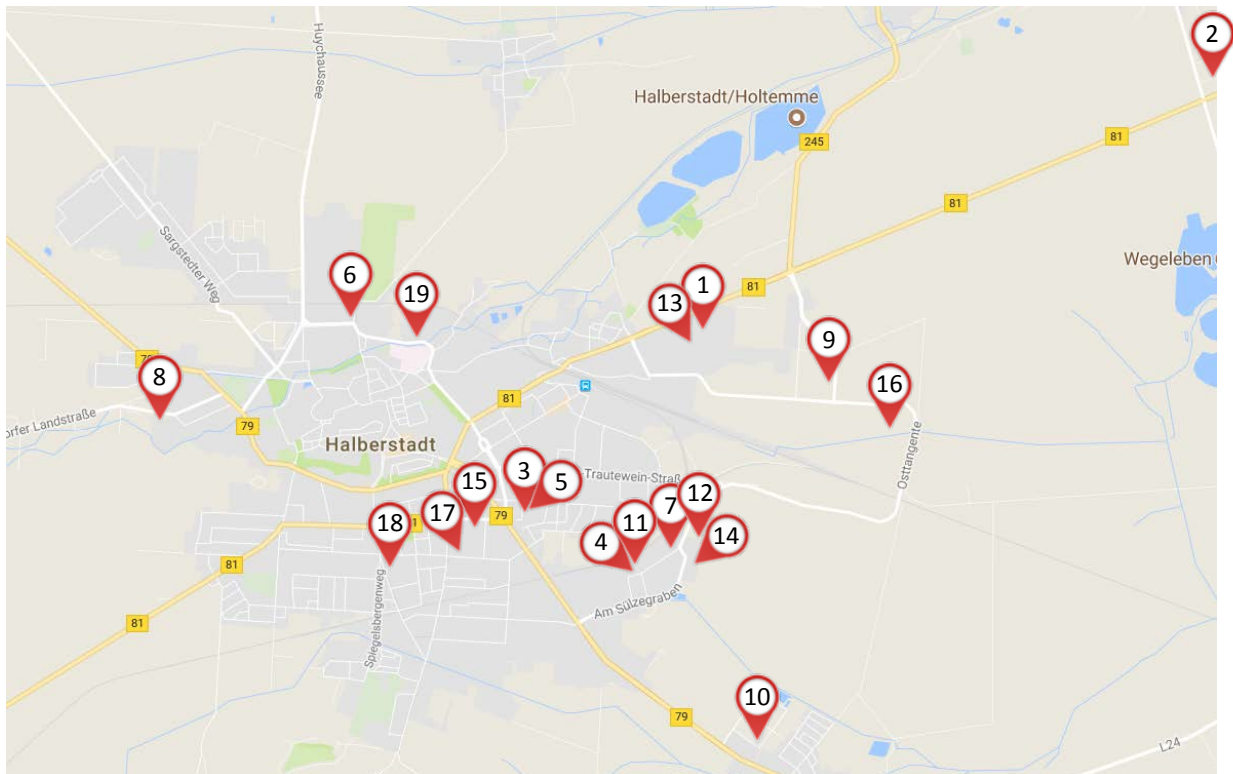 2
Huychaussee
Halberstadt/Holtemme
81
245
81
Sargstedter Weg
Wegeleben
6
19
13
1
81
9
8
79
16
81
orfer Landstraße
79
Halberstadt
Osttangente
3
5
-Trautewein-Straß
15
7
12
17
18
79
11
4
14
81
Am Sülzegraben
81
Spiegelsbergenweg
10
79
L24